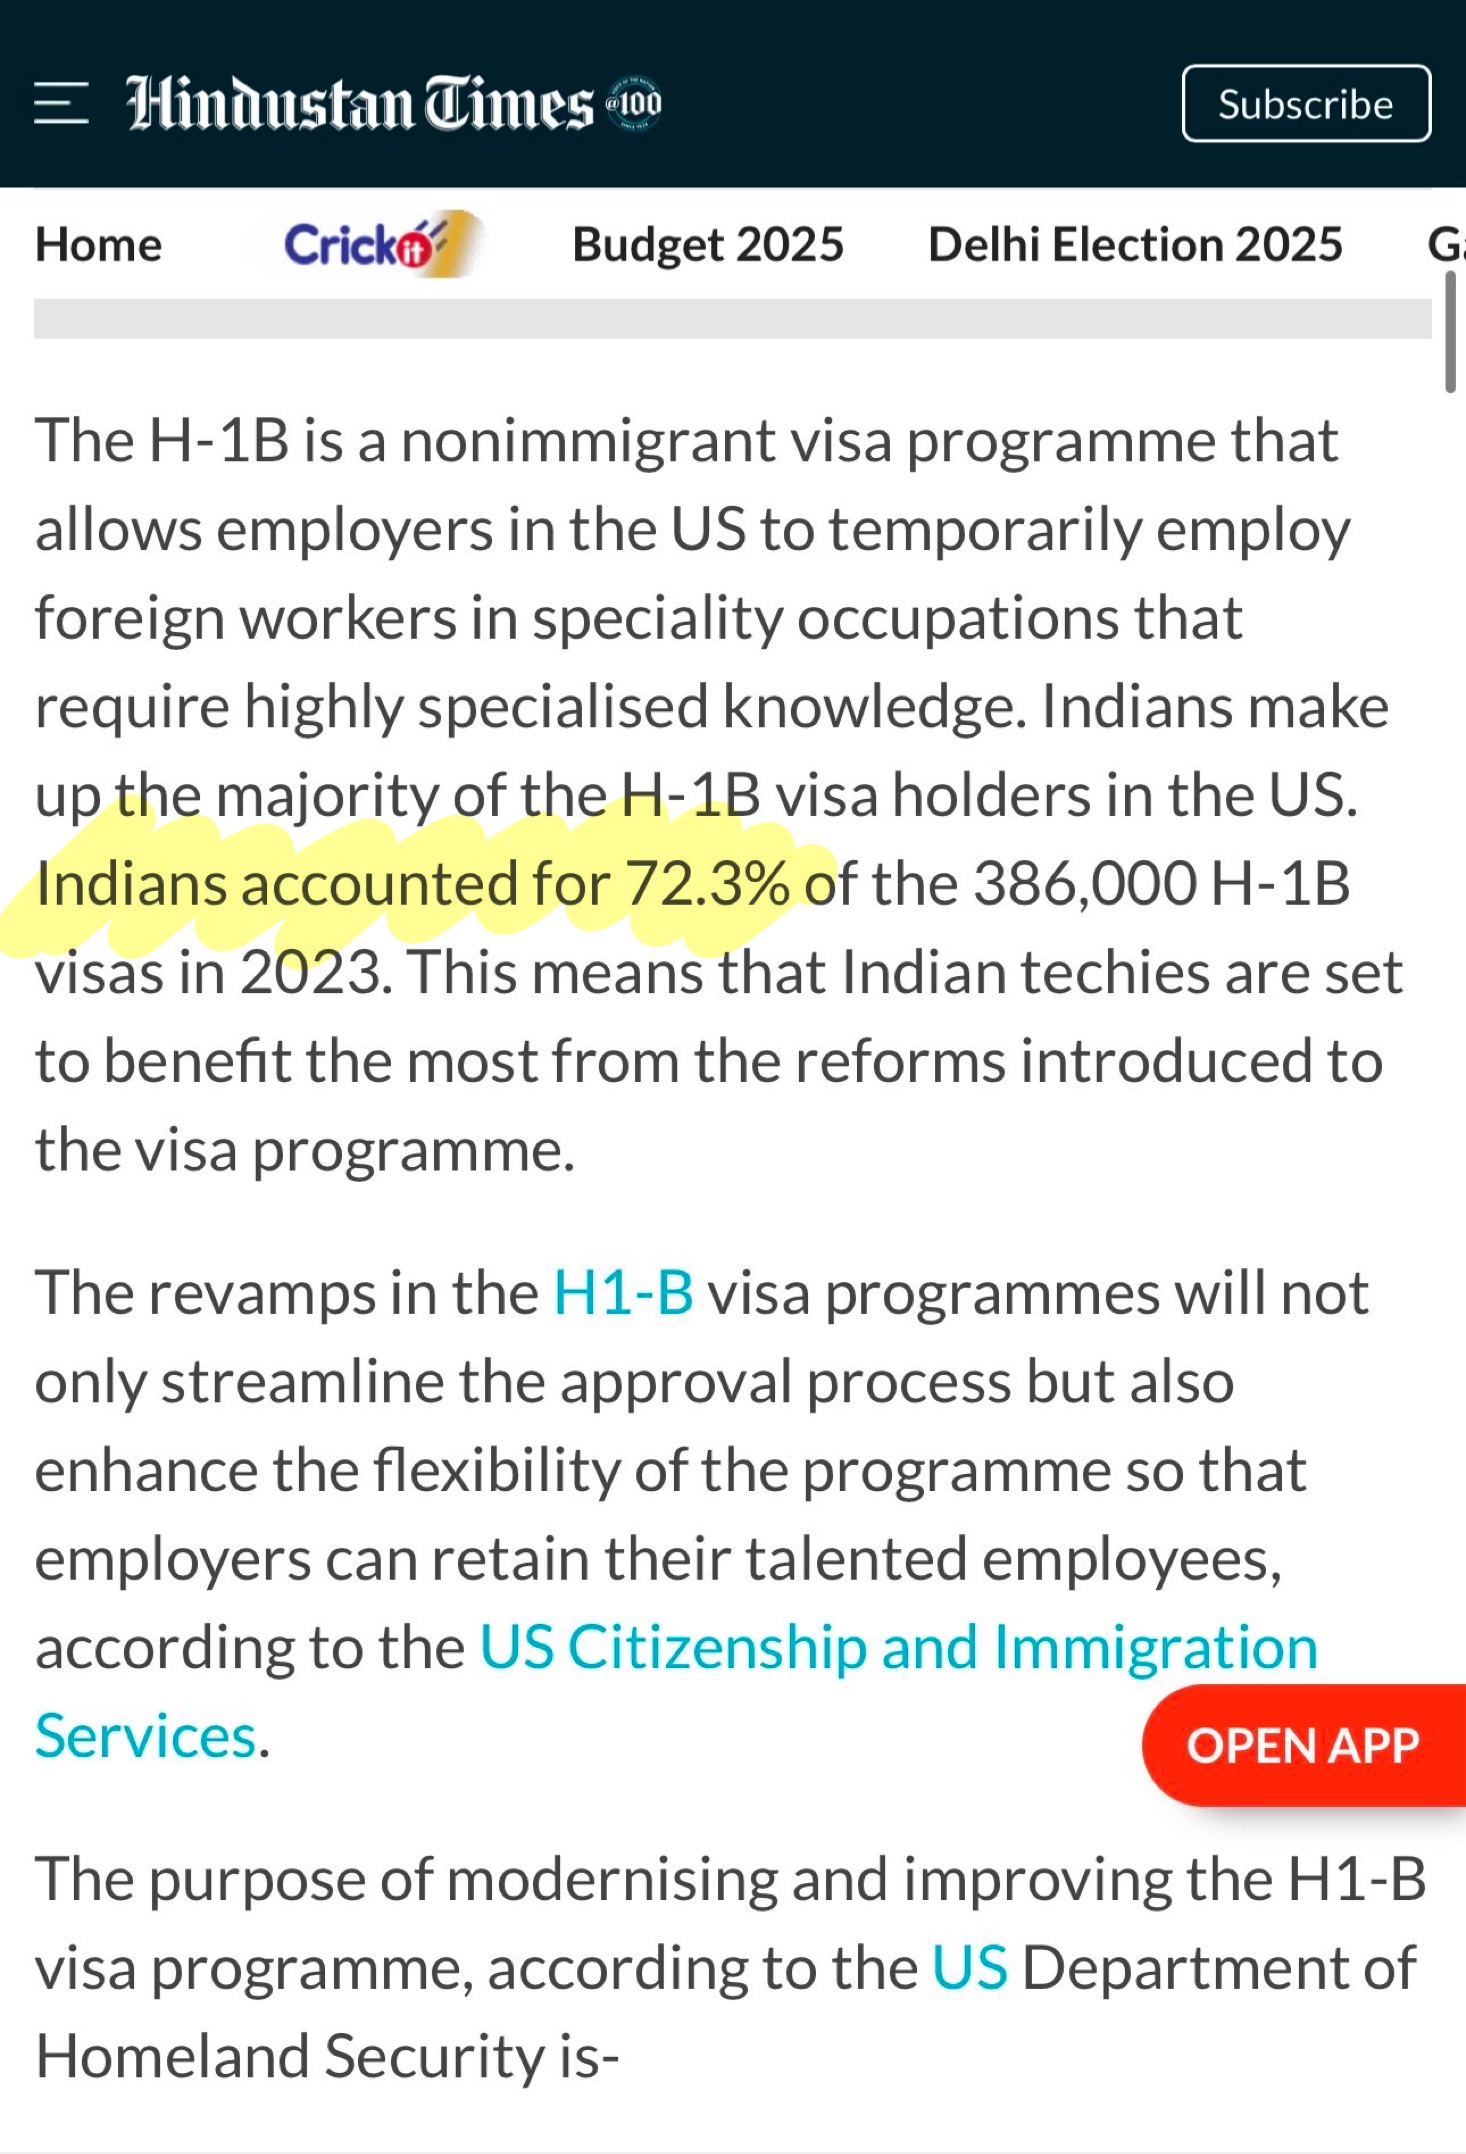 Hindustan Times @100
Subscribe
Home Crickit Budget 2025 Delhi Election 2025
The H-1B is a nonimmigrant visa programme that
allows employers in the US to temporarily employ
foreign workers in speciality occupations that
require highly specialised knowledge. Indians make
up the majority of the H-1B visa holders in the US.
Indians accounted for 72.3% of the 386,000 H-1B
visas in 2023. This means that Indian techies are set
to benefit the most from the reforms introduced to
the visa programme.
The revamps in the H1-B visa programmes will not
only streamline the approval process but also
enhance the flexibility of the programme so that
employers can retain their talented employees,
according to the US Citizenship and Immigration
Services.
OPEN APP
The purpose of modernising and improving the H1-B
visa programme, according to the US Department of
Homeland Security is-